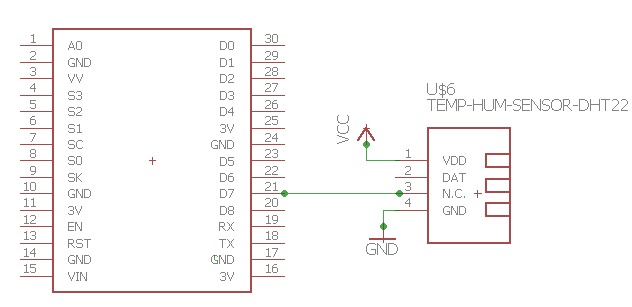 1 A0 D0 30
2 GND D1 29
3 VV D2 28
4 S3 D3 27
5 S2 D4 26
6 S1 3V 25
7 SC GND 24
8 S0 D5 23
9 SK D6 22
10 GND D7 21
11 3V D8 20
12 EN RX 19
13 RST TX 18
14 GND GND 17
15 VIN 3V 16
VCC
GND
U$6
TEMP-HUM-SENSOR-DHT22
1 VDD
2 DAT
3 N.C.
4 GND